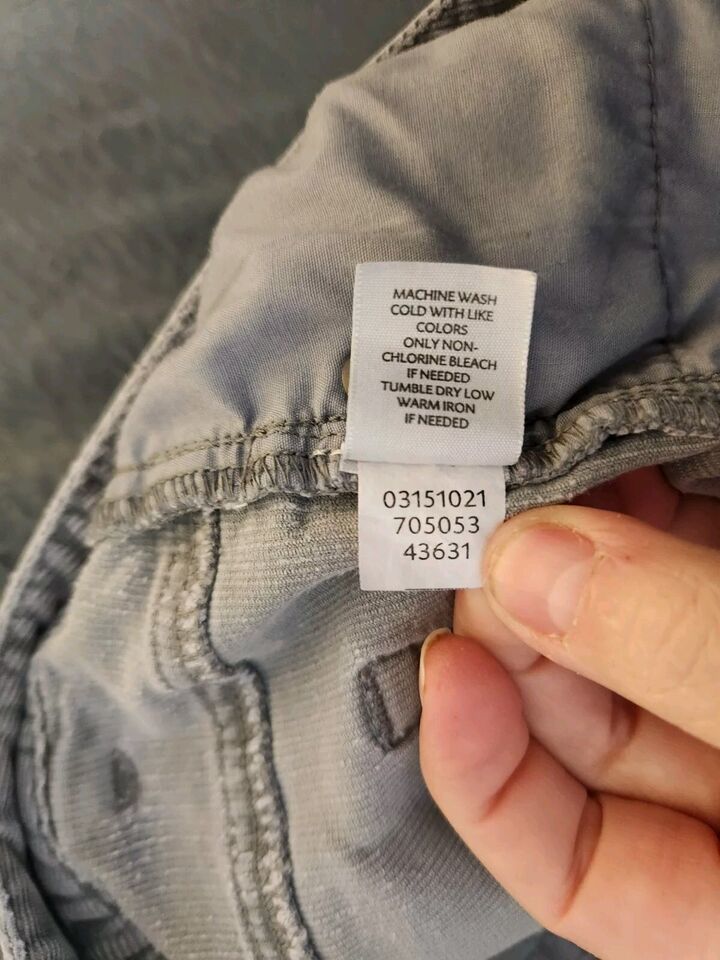 MACHINE WASH
COLD WITH LIKE
COLORS
ONLY NON-
CHLORINE BLEACH
IF NEEDED
TUMBLE DRY LOW
WARM IRON
IF NEEDED
03151021
705053
43631